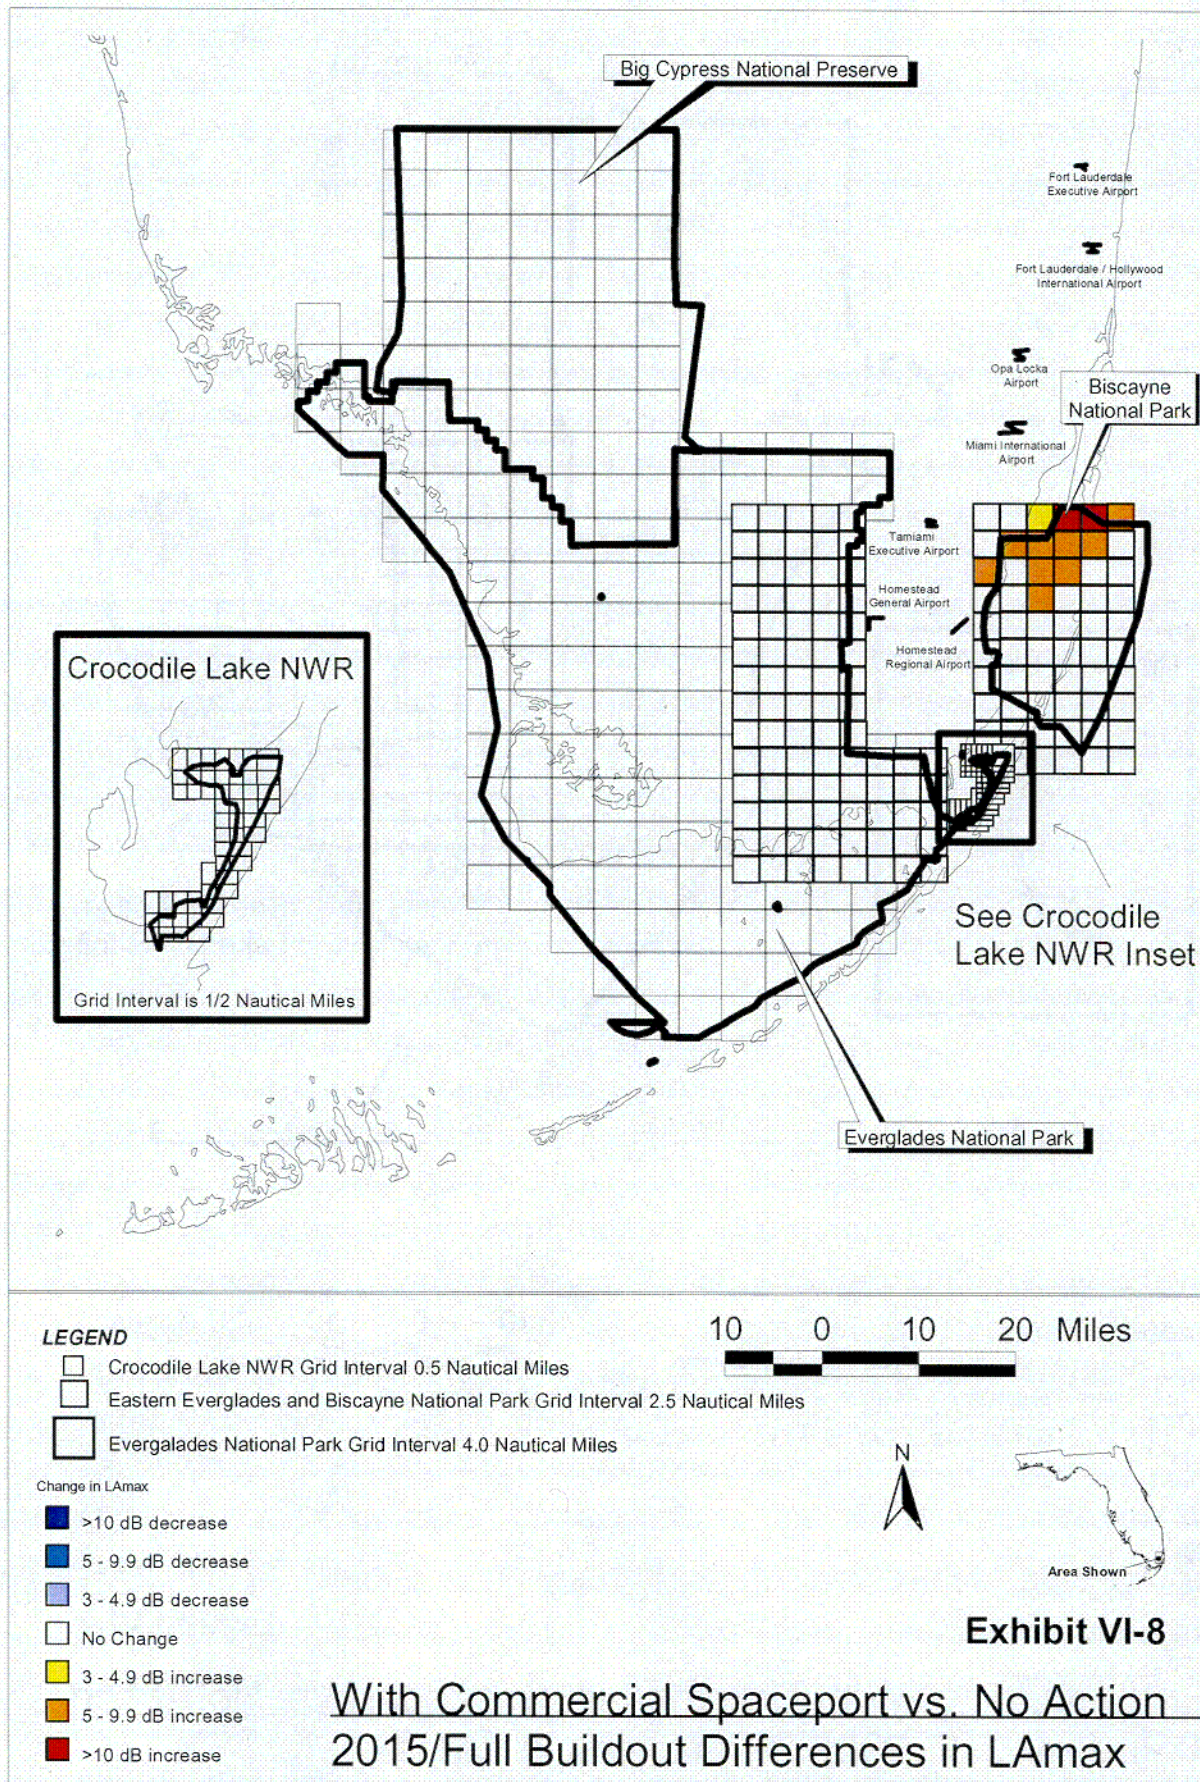 Big Cypress National Preserve
Fort Lauderdale
Executive Airport
Fort Lauderdale / Hollywood
International Airport
Opa Locka
Airport
Biscayne
National Park
Miami International
Airport
Tamiami
Executive Airport
Homestead
General Airport
Homestead
Regional Airport
Crocodile Lake NWR
Grid Interval is 1/2 Nautical Miles
See Crocodile
Lake NWR Inset
Everglades National Park
LEGEND
Crocodile Lake NWR Grid Interval 0.5 Nautical Miles
Eastern Everglades and Biscayne National Park Grid Interval 2.5 Nautical Miles
Evergalades National Park Grid Interval 4.0 Nautical Miles
10 0 10 20 Miles
N
Area Shown
Change in LAmax
>10 dB decrease
5 - 9.9 dB decrease
3 - 4.9 dB decrease
No Change
3 - 4.9 dB increase
5 - 9.9 dB increase
>10 dB increase
Exhibit VI-8
With Commercial Spaceport vs. No Action
2015/Full Buildout Differences in LAmax